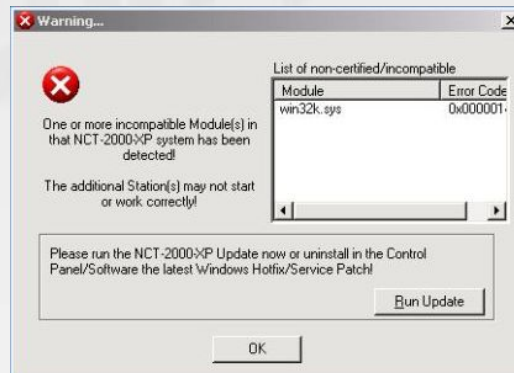 Warning...
One or more incompatible Module(s) in
that NCT-2000-XP system has been
detected!
The additional Station(s) may not start
or work correctly!
List of non-certified/incompatible
Module Error Code
win32k.sys
Please run the NCT-2000-XP Update now or uninstall in the Control
Panel/Software the latest Windows Hotfix/Service Patch!
Run Update
OK